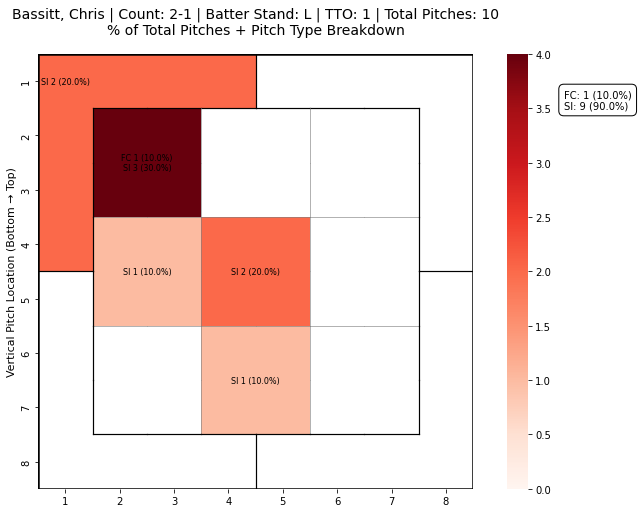 Bassitt, Chris | Count: 2-1 | Batter Stand: L | TTO: 1 | Total Pitches: 10
% of Total Pitches + Pitch Type Breakdown
SI 2 (20.0%)
FC 1 (10.0%)
SI 3 (30.0%)
SI 1 (10.0%)
SI 2 (20.0%)
SI 1 (10.0%)
Vertical Pitch Location (Bottom → Top)
1
2
3
4
5
6
7
8
1 2 3 4 5 6 7 8
4.0
3.5
3.0
2.5
2.0
1.5
1.0
0.5
0.0
FC: 1 (10.0%)
SI: 9 (90.0%)